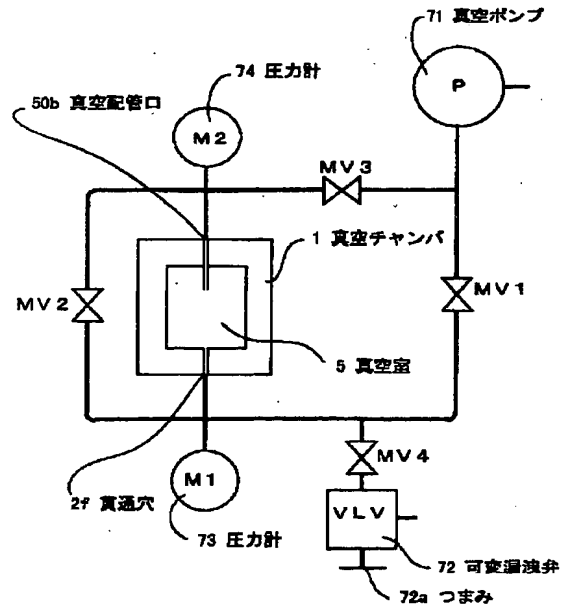 71 真空ポンプ
P
74 圧力計
50b 真空配管口
M2
MV3
1 真空チャンバ
MV2
MV1
5 真空室
MV4
M1
2f 貫通穴
VLV
73 圧力計
72 可変漏洩弁
72a つまみ